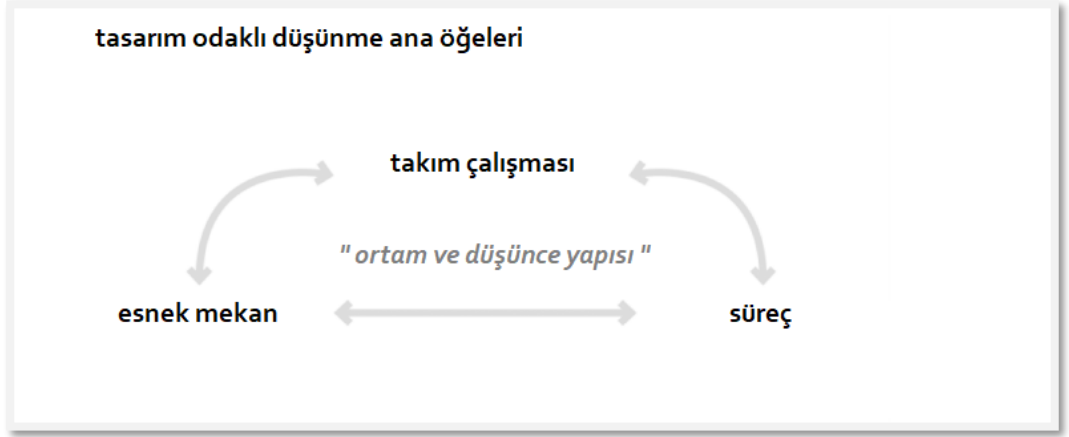 tasarım odaklı düşünme ana öğeleri
takım çalışması
" ortam ve düşünce yapısı "
esnek mekan
süreç